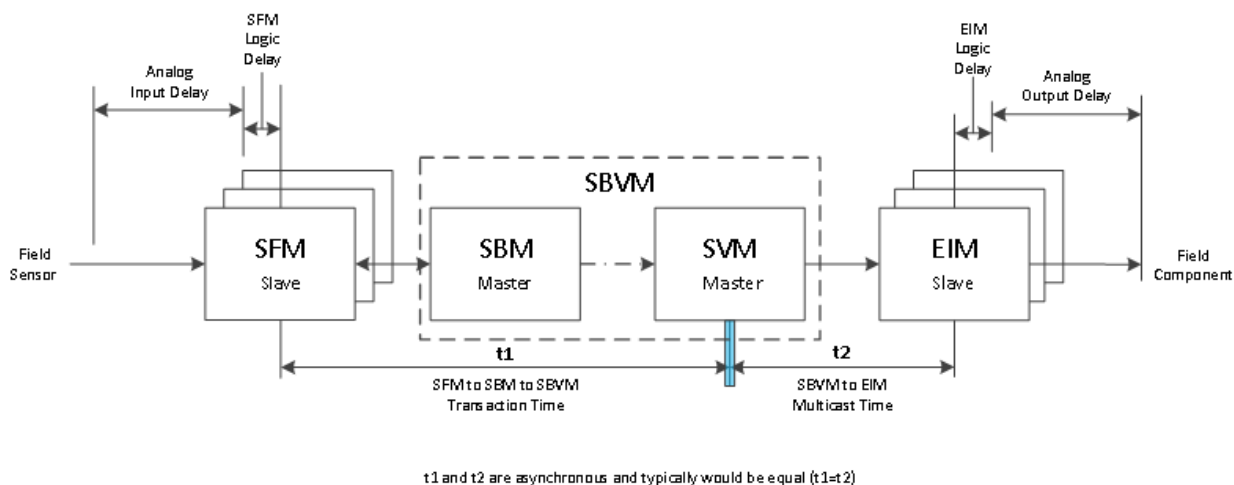 SFM
Logic
Delay
Analog
Input Delay
EIM
Logic
Delay
Analog
Output Delay
SBVM
Field
Sensor
SFM
Slave
SBM
Master
SVM
Master
EIM
Slave
Field
Component
t1
SFM to SBM to SBVM
Transaction Time
t2
SBVM to EIM
Multicast Time
t1 and t2 are asynchronous and typically would be equal (t1=t2)